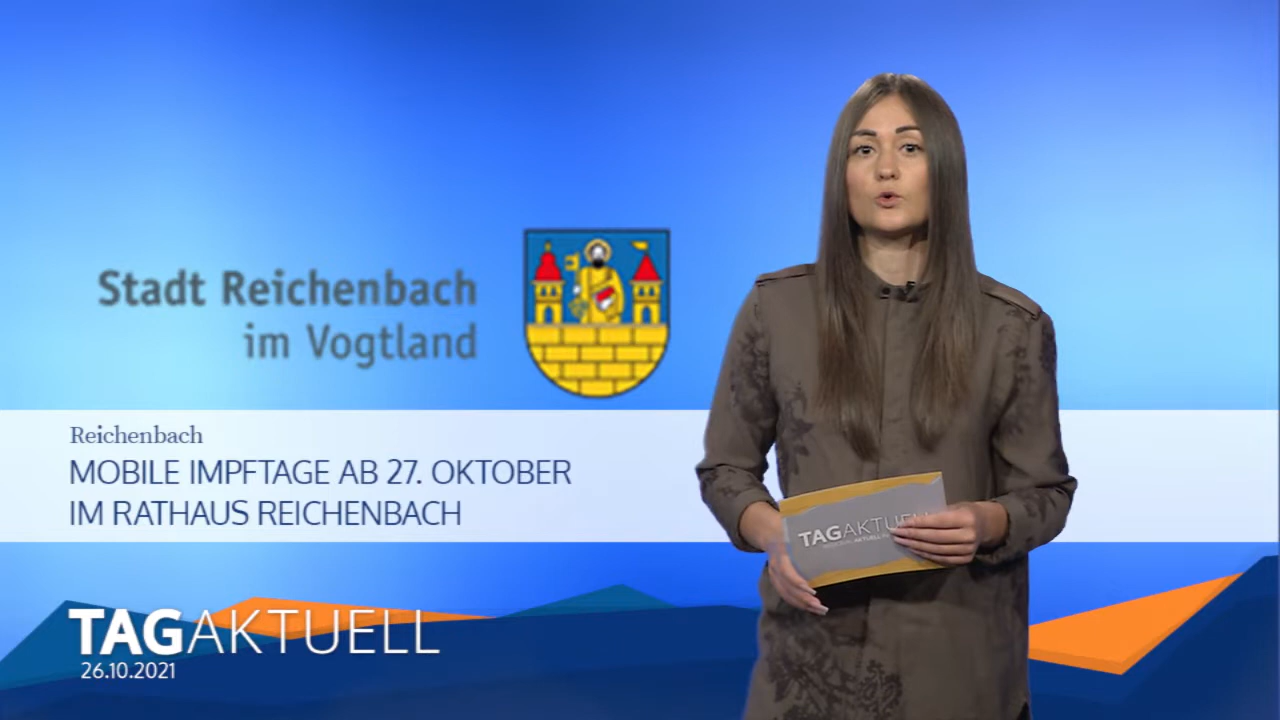 Stadt Reichenbach
im Vogtland
Reichenbach
MOBILE IMPFTAGE AB 27. OKTOBER
IM RATHAUS REICHENBACH
TAGAKTUELL
TAGAKTUELL
26.10.2021